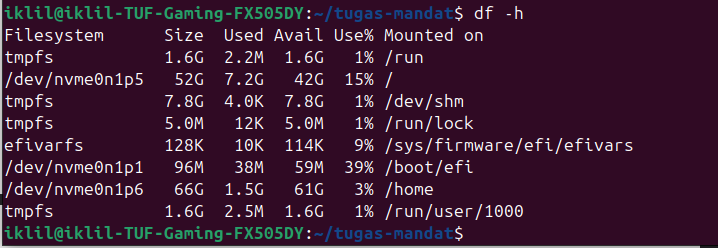 iklil@iklil-TUF-Gaming-FX505DY:~/tugas-mandat$ df -h
Filesystem      Size  Used Avail Use% Mounted on
tmpfs           1.6G  2.2M  1.6G   1% /run
/dev/nvme0n1p5   52G  7.2G   42G  15% /
tmpfs           7.8G  4.0K  7.8G   1% /dev/shm
tmpfs           5.0M   12K  5.0M   1% /run/lock
efivarfs        128K   10K  114K   9% /sys/firmware/efi/efivars
/dev/nvme0n1p1   96M   38M   59M  39% /boot/efi
/dev/nvme0n1p6   66G  1.5G   61G   3% /home
tmpfs           1.6G  2.5M  1.6G   1% /run/user/1000
iklil@iklil-TUF-Gaming-FX505DY:~/tugas-mandat$